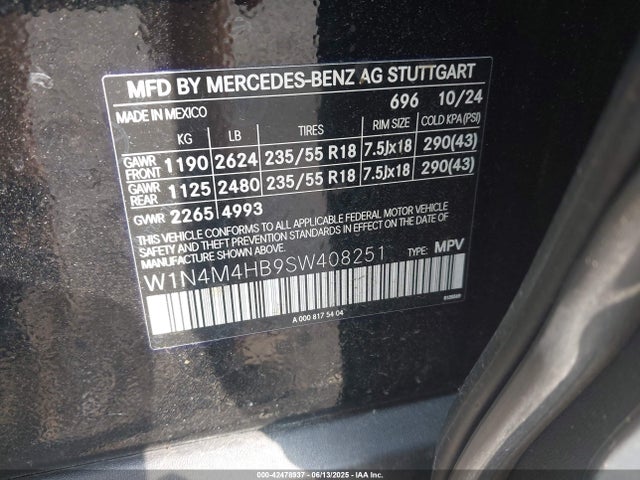 MFD BY MERCEDES-BENZ AG STUTTGART
MADE IN MEXICO 696 10/24
KG LB TIRES RIM SIZE COLD KPA(PSI)
GAWR FRONT 1190 2624 235/55 R18 7.5Jx18 290(43)
GAWR REAR 1125 2480 235/55 R18 7.5Jx18 290(43)
GVWR 2265 4993
THIS VEHICLE CONFORMS TO ALL APPLICABLE FEDERAL MOTOR VEHICLE
SAFETY AND THEFT PREVENTION STANDARDS IN EFFECT ON THE DATE OF
MANUFACTURE SHOWN ABOVE.
W1N4M4HB9SW408251 TYPE: MPV
A 000 817 54 04
000-42478937 - 06/13/2025 - IAA Inc.